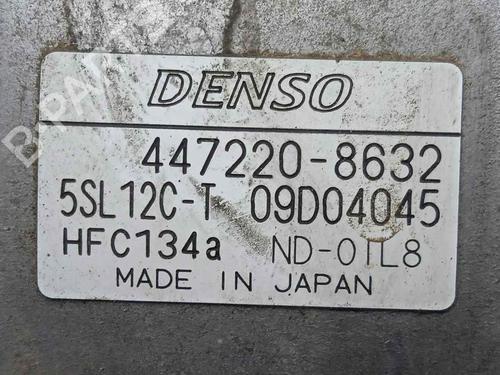 DENSO
447220-8632
5SL12C-T 09D04045
HFC134a ND-OIL8
MADE IN JAPAN